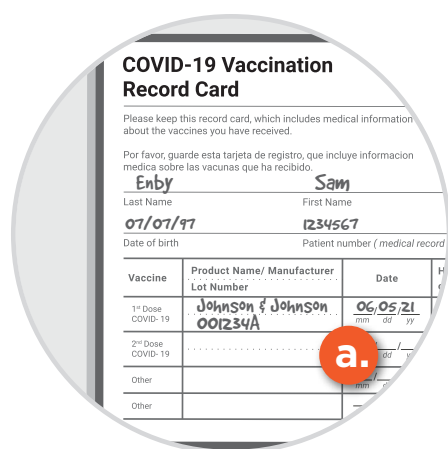 COVID-19 Vaccination
Record Card
Please keep this record card, which includes medical information
about the vaccines you have received.
Por favor, guarde esta tarjeta de registro, que incluye informacion
medica sobre las vacunas que ha recibido.
Enby Sam
Last Name First Name
07/07/97 1234567
Date of birth Patient number ( medical record
Vaccine Product Name/ Manufacturer Date H
Lot Number
1st Dose Johnson & Johnson 06/05/21
COVID- 19 001234A mm dd yy
2nd Dose
COVID- 19 dd
a.
Other mm
Other